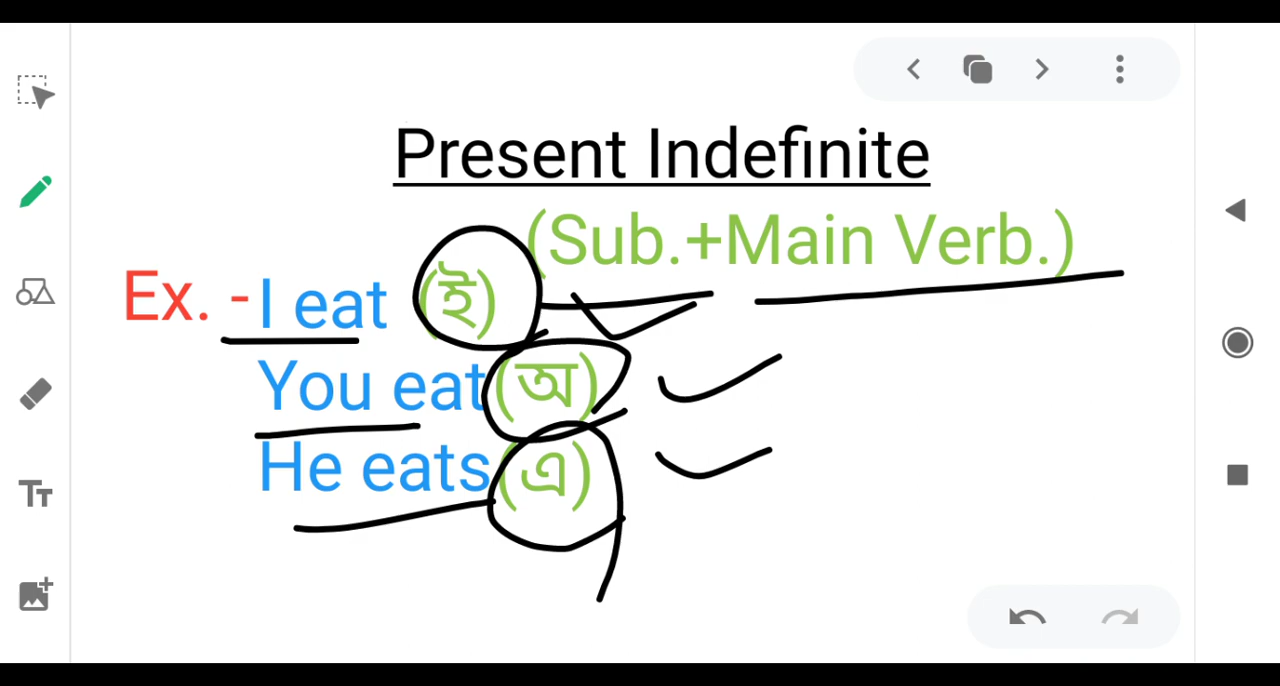 Present Indefinite
(Sub.+Main Verb.)
Ex. -I eat (ই)
You eat(অ)
He eats(এ)